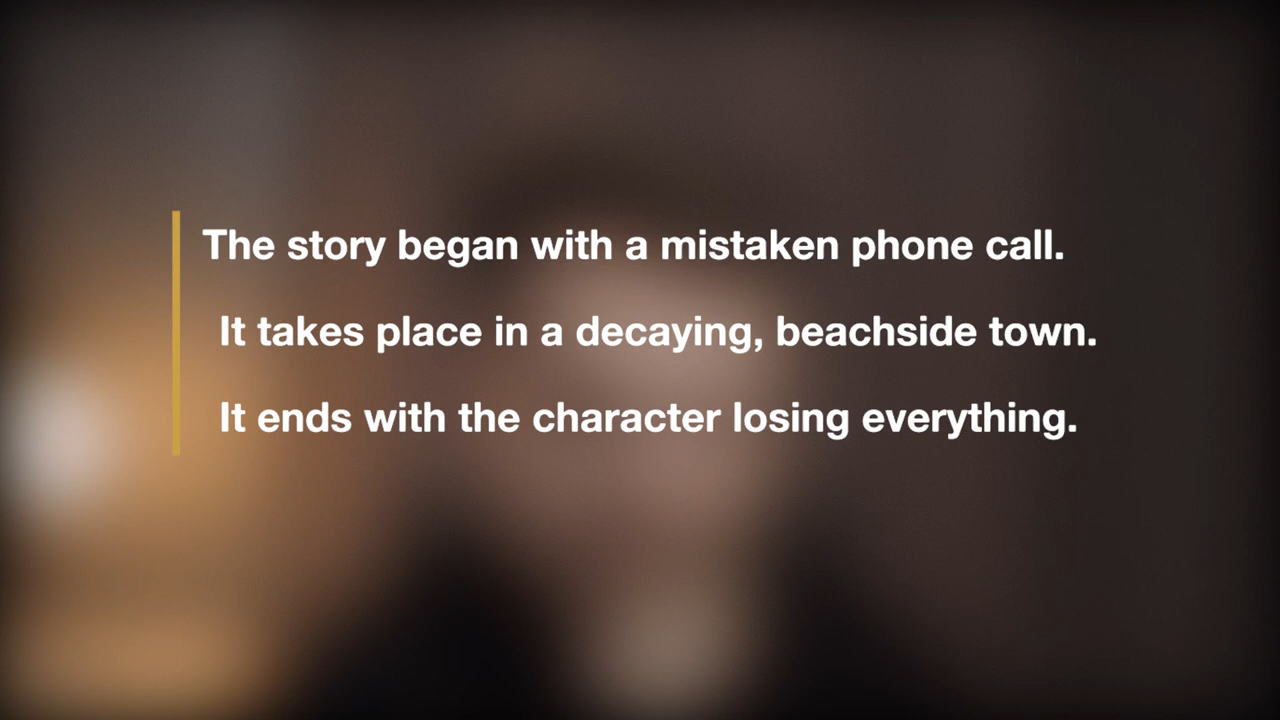 The story began with a mistaken phone call.
It takes place in a decaying, beachside town.
It ends with the character losing everything.